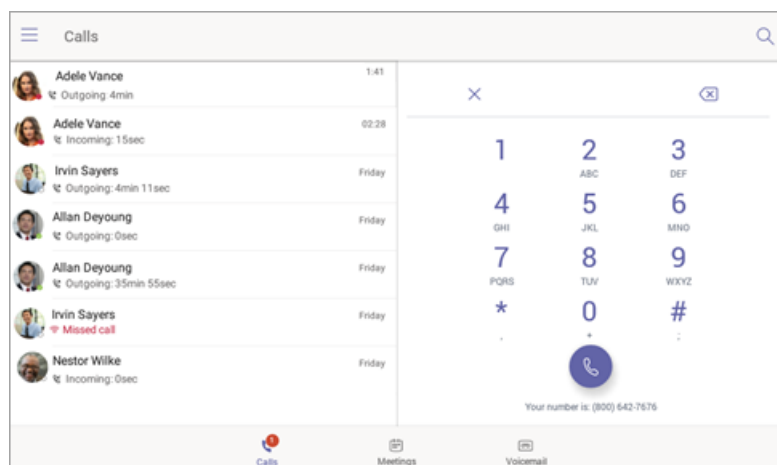 Calls
Adele Vance 1:41
Outgoing: 4min
Adele Vance 02:28
Incoming: 15sec
Irvin Sayers Friday
Outgoing: 4min 11sec
Allan Deyoung Friday
Outgoing: 0sec
Allan Deyoung Friday
Outgoing: 35min 55sec
Irvin Sayers Friday
Missed call
Nestor Wilke Friday
Incoming: 0sec
1 2 3
ABC DEF
4 5 6
GHI JKL MNO
7 8 9
PQRS TUV WXYZ
* 0 #
, + ;
Your number is: (800) 642-7676
1
Calls Meetings Voicemail